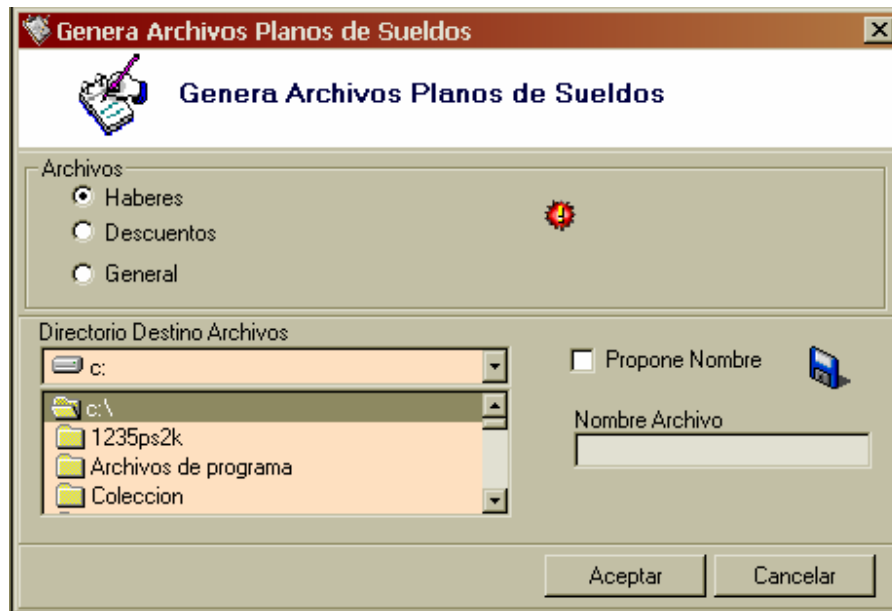 Genera Archivos Planos de Sueldos
Genera Archivos Planos de Sueldos
Archivos
Haberes
Descuentos
General
Directorio Destino Archivos
c:
Propone Nombre
c:\
1235ps2k
Nombre Archivo
Archivos de programa
Coleccion
Aceptar
Cancelar